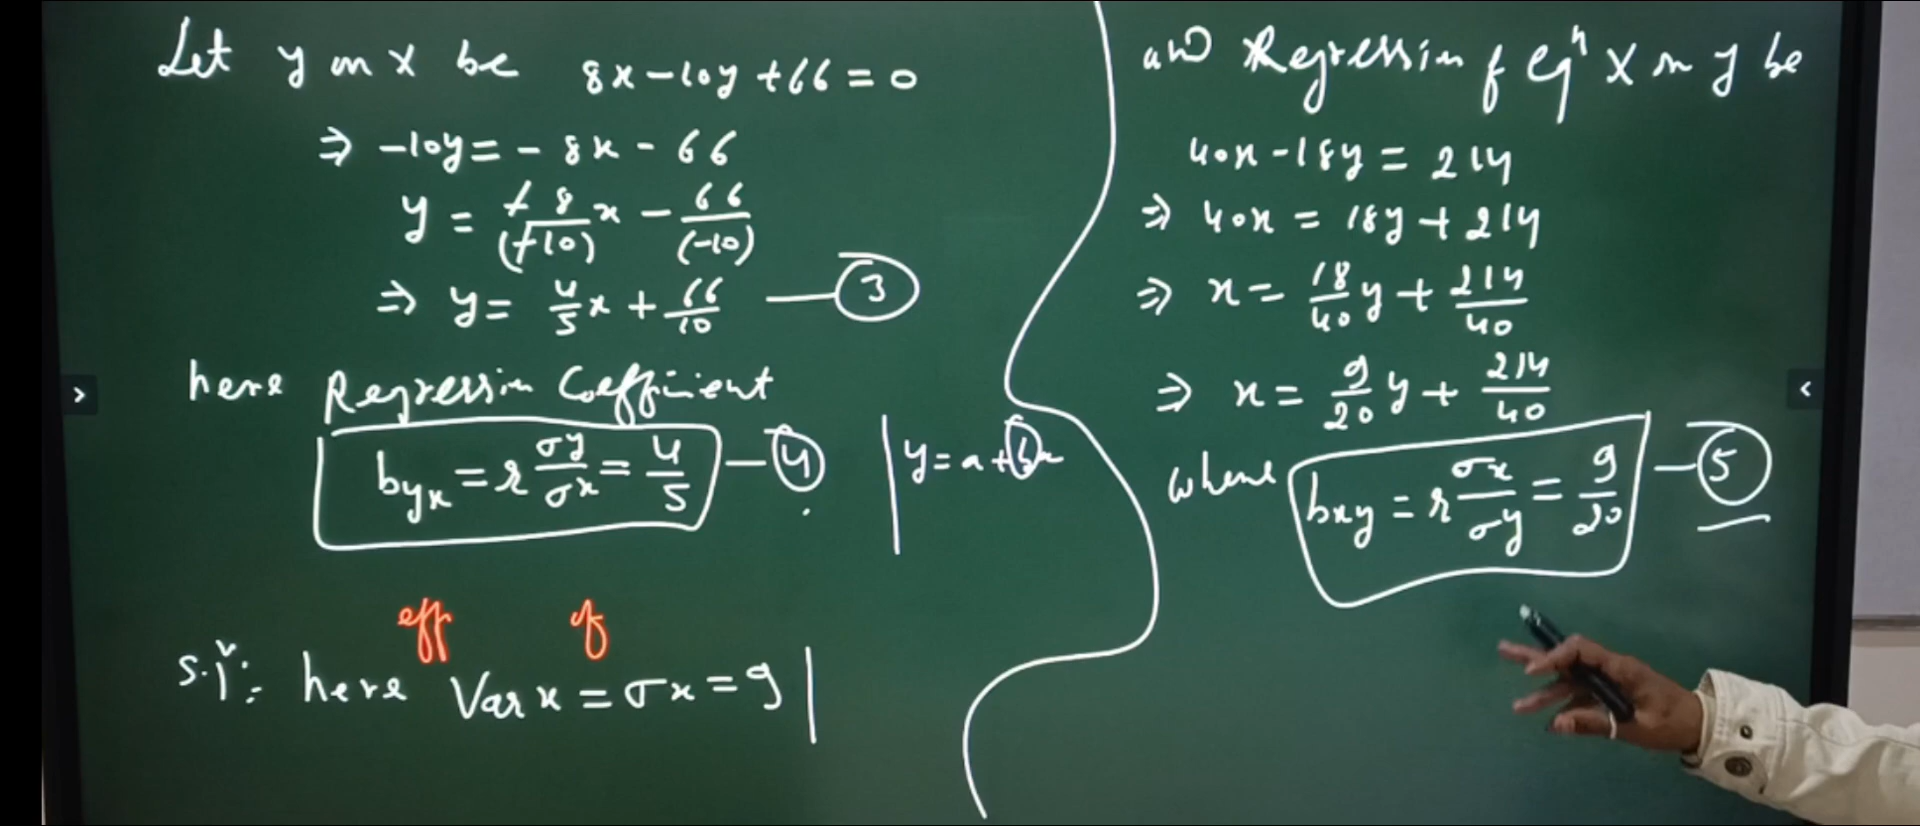 Let y on x be 8x-10y+66=0
⇒ -10y = -8x - 66
y = -8/(-10) x - 66/(-10)
⇒ y = 4/5 x + 66/10 — ③
here Regression Coefficient
byx = r σy/σx = 4/5 — ④
y = a + bx
eff of
here Var x = σx = 9
and Regression of eqⁿ x on y be
40x - 18y = 214
⇒ 40x = 18y + 214
⇒ x = 18/40 y + 214/40
⇒ x = 9/20 y + 214/40
where bxy = r σx/σy = 9/20 — ⑤